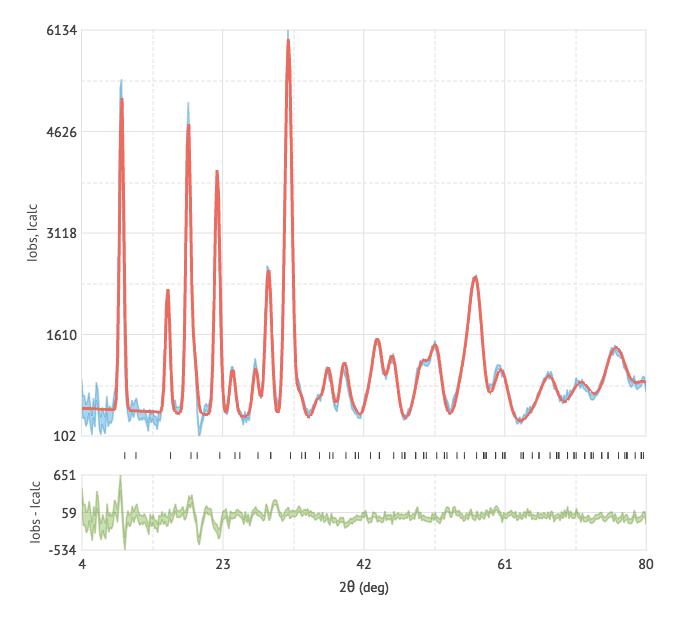 6134
4626
3118
1610
102
Iobs, Icalc
651
59
-534
Iobs - Icalc
4 23 42 61 80
2θ (deg)